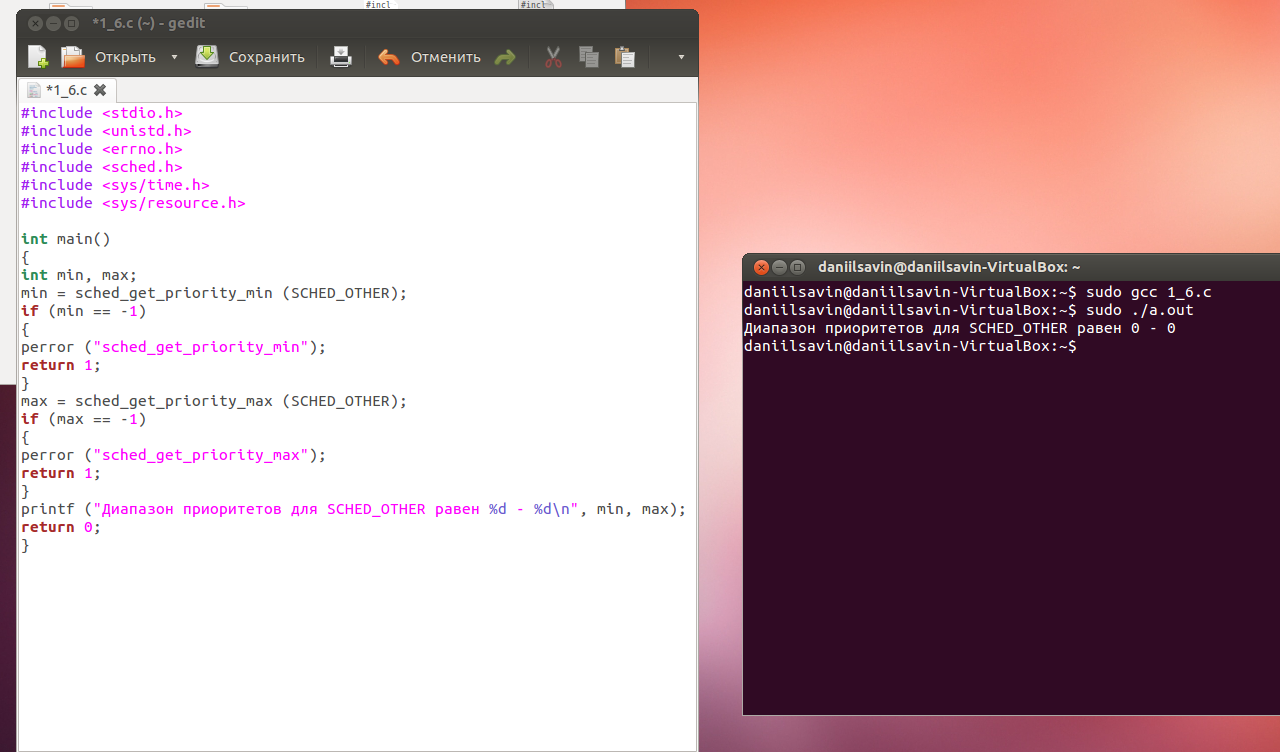 #incl
#incl
*1_6.c (~) - gedit
Открыть
Сохранить
Отменить
*1_6.c
#include <stdio.h>
#include <unistd.h>
#include <errno.h>
#include <sched.h>
#include <sys/time.h>
#include <sys/resource.h>
int main()
{
int min, max;
min = sched_get_priority_min (SCHED_OTHER);
if (min == -1)
{
perror ("sched_get_priority_min");
return 1;
}
max = sched_get_priority_max (SCHED_OTHER);
if (max == -1)
{
perror ("sched_get_priority_max");
return 1;
}
printf ("Диапазон приоритетов для SCHED_OTHER равен %d - %d\n", min, max);
return 0;
}
daniilsavin@daniilsavin-VirtualBox: ~
daniilsavin@daniilsavin-VirtualBox:~$ sudo gcc 1_6.c
daniilsavin@daniilsavin-VirtualBox:~$ sudo ./a.out
Диапазон приоритетов для SCHED_OTHER равен 0 - 0
daniilsavin@daniilsavin-VirtualBox:~$